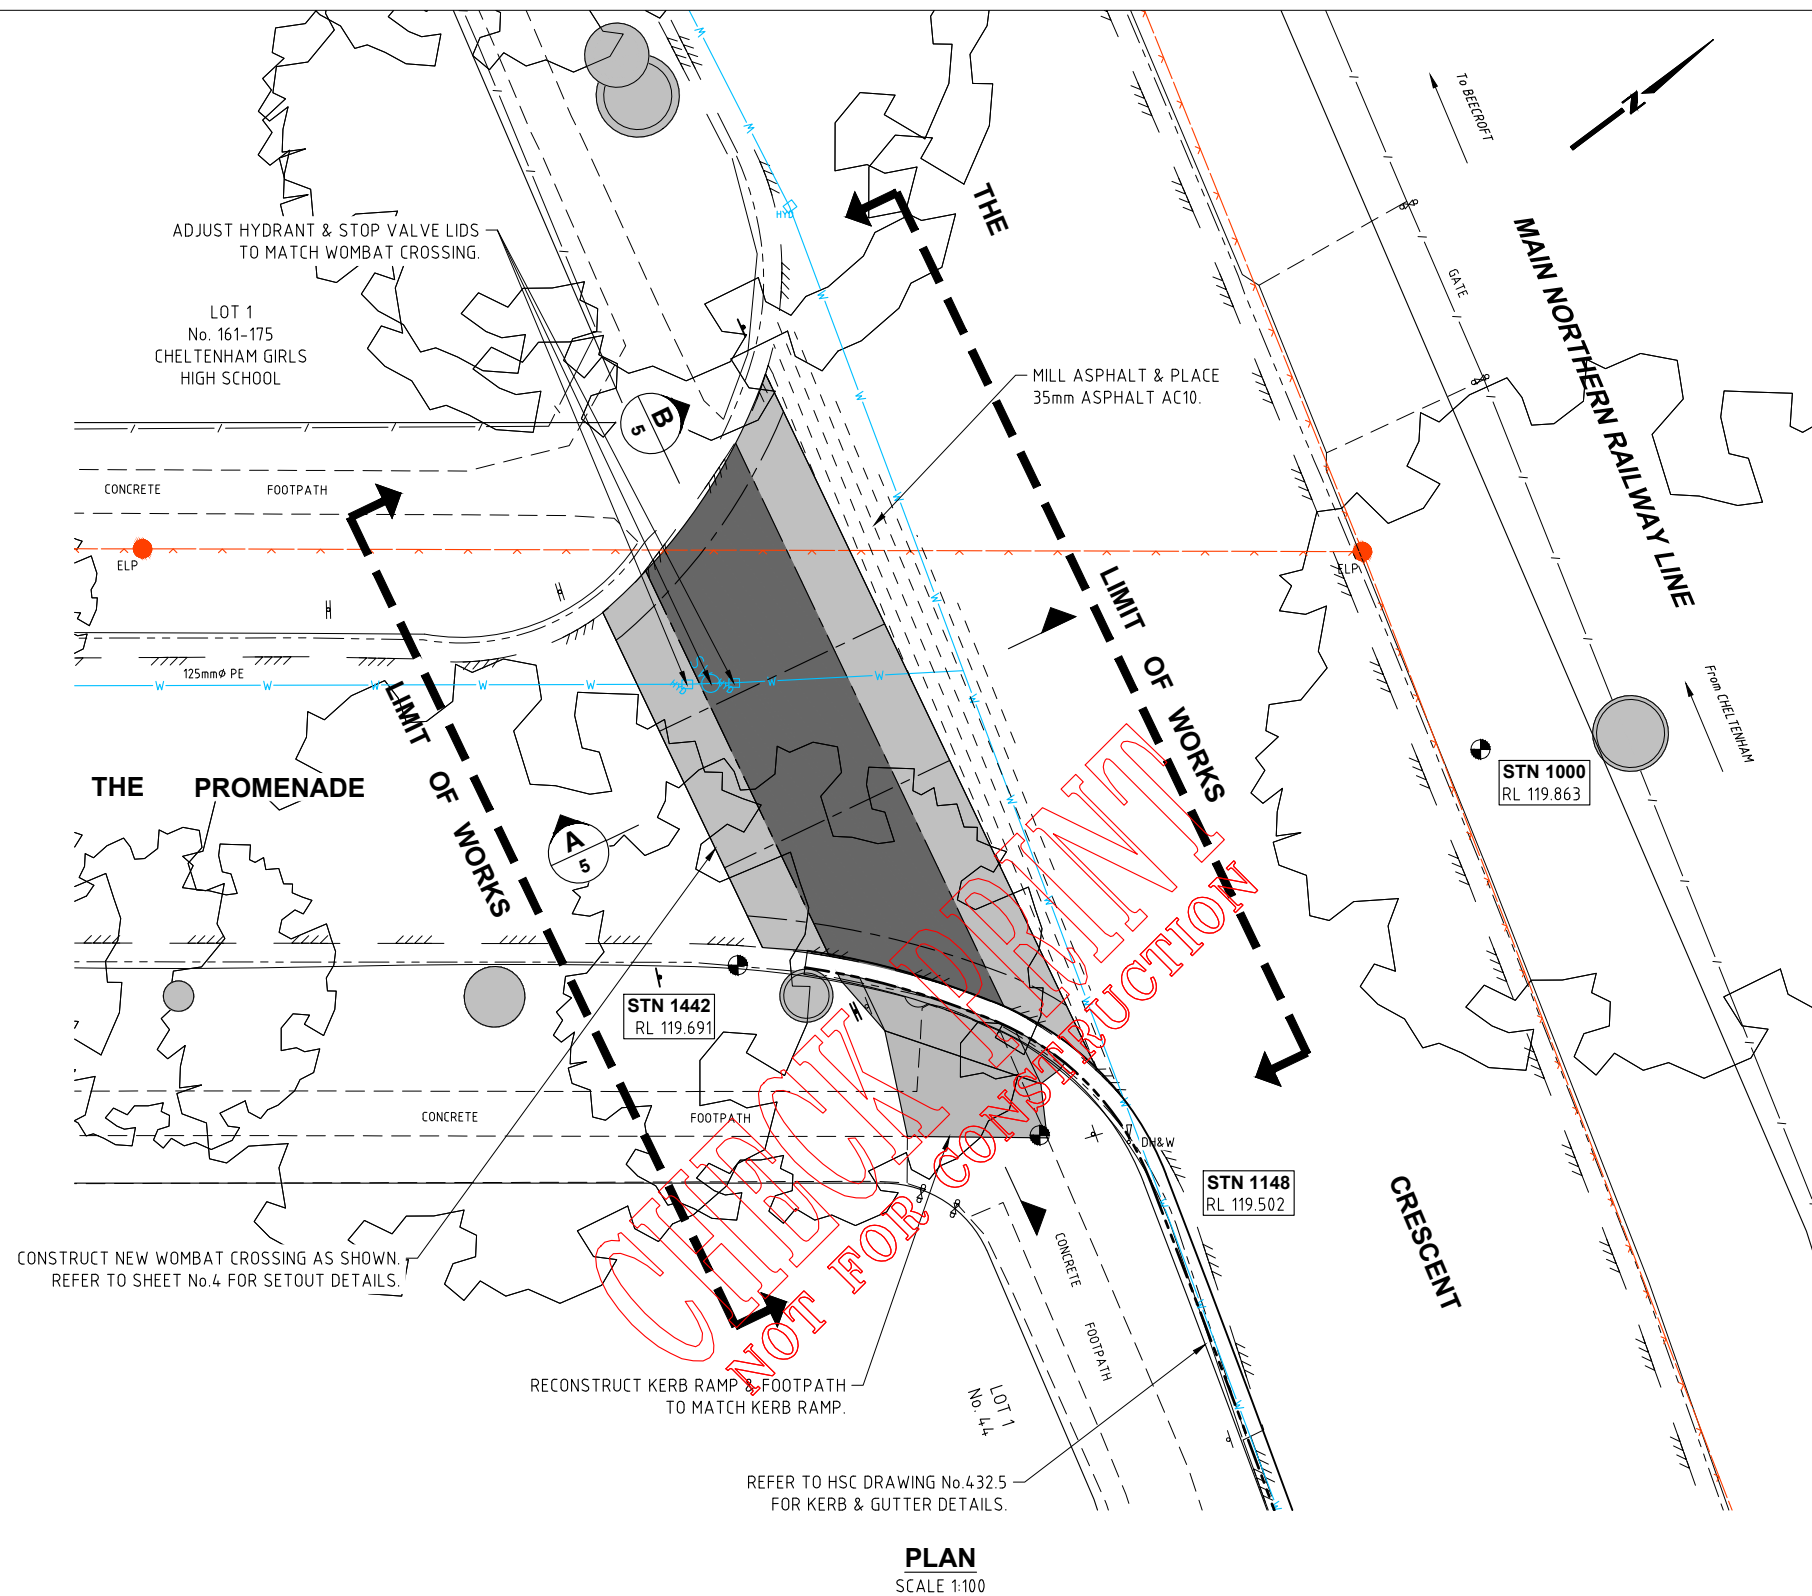 To BEECROFT
N
THE
MAIN NORTHERN RAILWAY LINE
ADJUST HYDRANT & STOP VALVE LIDS
TO MATCH WOMBAT CROSSING.
HYD
GATE
LOT 1
No. 161-175
CHELTENHAM GIRLS
HIGH SCHOOL
MILL ASPHALT & PLACE
35mm ASPHALT AC10.
B
5
CONCRETE FOOTPATH
ELP
ELP
LIMIT OF WORKS
125mmø PE
HYD
SV
HYD
LIMIT OF WORKS
From CHELTENHAM
THE PROMENADE
STN 1000
RL 119.863
A
5
STN 1442
RL 119.691
CHECK PRINT
NOT FOR CONSTRUCTION
CONCRETE FOOTPATH
DH&W
STN 1148
RL 119.502
CRESCENT
CONSTRUCT NEW WOMBAT CROSSING AS SHOWN.
REFER TO SHEET No.4 FOR SETOUT DETAILS.
CONCRETE FOOTPATH
RECONSTRUCT KERB RAMP & FOOTPATH
TO MATCH KERB RAMP.
LOT 1
No. 44
REFER TO HSC DRAWING No.432.5
FOR KERB & GUTTER DETAILS.
PLAN
SCALE 1:100